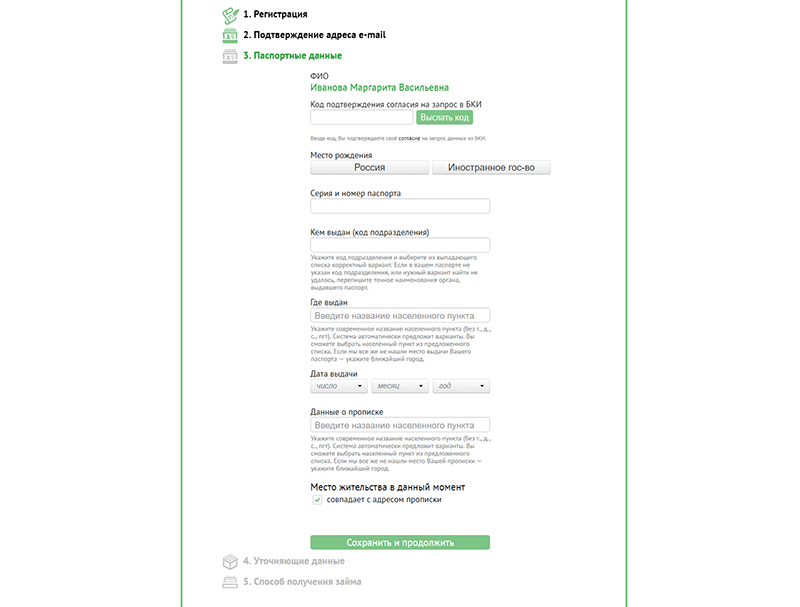 1. Регистрация
2. Подтверждение адреса e-mail
3. Паспортные данные
ФИО
Иванова Маргарита Васильевна
Код подтверждения согласия на запрос в БКИ
Выслать код
Вводя код, Вы подтверждаете своё согласие на запрос данных из БКИ.
Место рождения
Россия Иностранное гос-во
Серия и номер паспорта
Кем выдан (код подразделения)
Укажите код подразделения и выберите из выпадающего
списка корректный вариант. Если в вашем паспорте не
указан код подразделения, или нужный вариант найти не
удалось, перепишите точное наименования органа,
выдавшего паспорт.
Где выдан
Введите название населенного пункта
Укажите современное название населенного пункта (без г., д.,
с., пгт). Система автоматически предложит варианты. Вы
сможете выбрать населенный пункт из предложенного
списка. Если мы все же не нашли место выдачи Вашего
паспорта — укажите ближайший город.
Дата выдачи
число месяц год
Данные о прописке
Введите название населенного пункта
Укажите современное название населенного пункта (без г., д.,
с., пгт). Система автоматически предложит варианты. Вы
сможете выбрать населенный пункт из предложенного
списка. Если мы все же не нашли место Вашей прописки —
укажите ближайший город.
Место жительства в данный момент
совпадает с адресом прописки
Сохранить и продолжить
4. Уточняющие данные
5. Способ получения займа